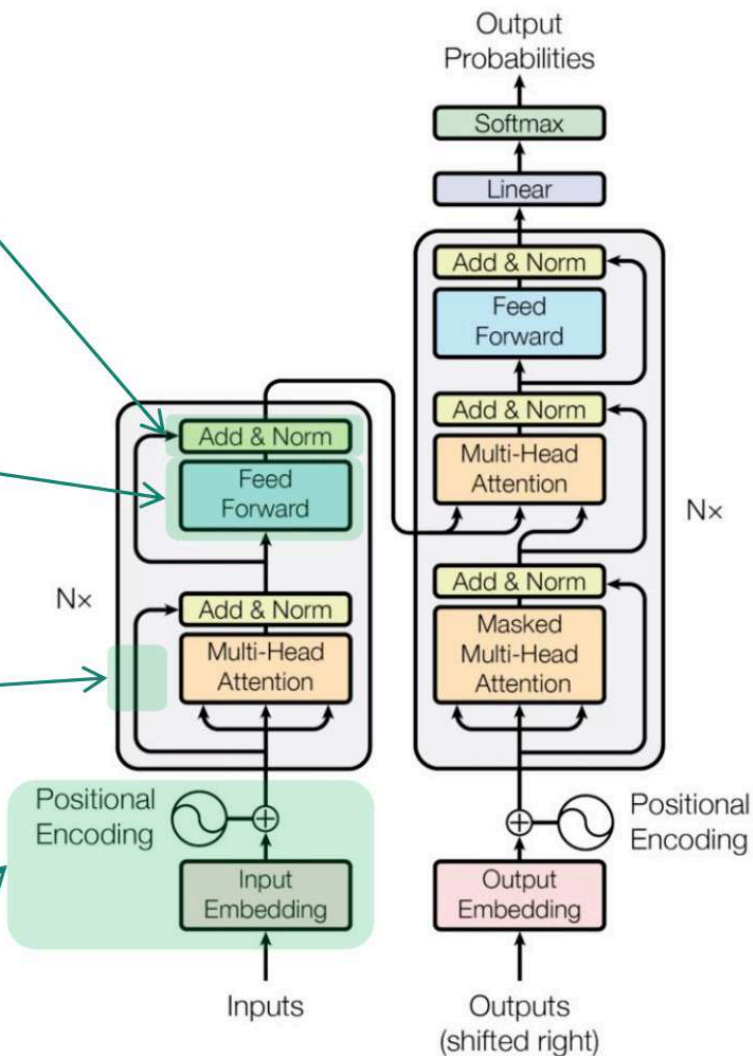 Output
Probabilities
Softmax
Linear
Add & Norm
Feed
Forward
Add & Norm
Multi-Head
Attention
Nx
Add & Norm
Masked
Multi-Head
Attention
Positional
Encoding
Output
Embedding
Outputs
(shifted right)
Add & Norm
Feed
Forward
Nx
Add & Norm
Multi-Head
Attention
Positional
Encoding
Input
Embedding
Inputs